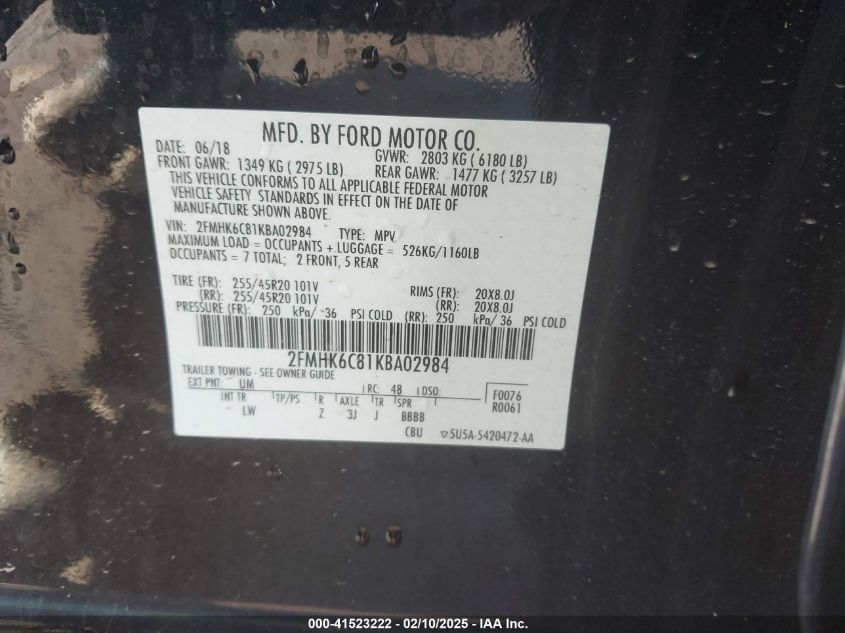 MFD. BY FORD MOTOR CO.
DATE: 06/18 GVWR: 2803 KG ( 6180 LB)
FRONT GAWR: 1349 KG ( 2975 LB) REAR GAWR: 1477 KG ( 3257 LB)
THIS VEHICLE CONFORMS TO ALL APPLICABLE FEDERAL MOTOR
VEHICLE SAFETY STANDARDS IN EFFECT ON THE DATE OF
MANUFACTURE SHOWN ABOVE.
VIN: 2FMHK6C81KBA02984 TYPE: MPV
MAXIMUM LOAD = OCCUPANTS + LUGGAGE = 526KG/1160LB
OCCUPANTS = 7 TOTAL; 2 FRONT, 5 REAR
TIRE (FR): 255/45R20 101V RIMS (FR): 20X8.0J
(RR): 255/45R20 101V (RR): 20X8.0J
PRESSURE (FR): 250 kPa/ 36 PSI COLD (RR): 250 kPa/ 36 PSI COLD
2FMHK6C81KBA02984
TRAILER TOWING - SEE OWNER GUIDE
EXT PNT: UM RC: 48 DSO: F0076
INT TR TP/PS R AXLE TR SPR R0061
LW Z 3J J BBBB
CBU ▽5U5A-5420472-AA
000-41523222 - 02/10/2025 - IAA Inc.